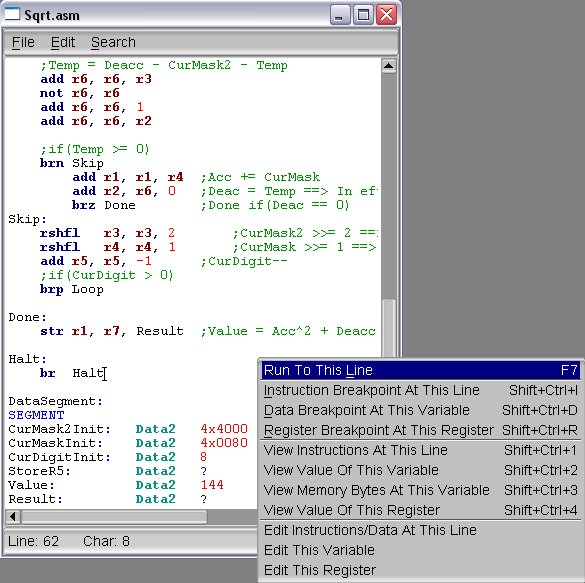 Sqrt.asm
File Edit Search
;Temp = Deacc - CurMask2 - Temp
add r6, r6, r3
not r6, r6
add r6, r6, 1
add r6, r6, r2
;if(Temp >= 0)
brn Skip
add r1, r1, r4 ;Acc += CurMask
add r2, r6, 0 ;Deac = Temp ==> In ef
brz Done ;Done if(Deac == 0)
Skip:
rshfl r3, r3, 2 ;CurMask2 >>= 2 ==
rshfl r4, r4, 1 ;CurMask >>= 1 ==>
add r5, r5, -1 ;CurDigit--
;if(CurDigit > 0)
brp Loop
Done:
str r1, r7, Result ;Value = Acc^2 + Deacc
Halt:
br Halt
DataSegment:
SEGMENT
CurMask2Init: Data2 4x4000
CurMaskInit: Data2 4x0080
CurDigitInit: Data2 8
StoreR5: Data2 ?
Value: Data2 144
Result: Data2 ?
Line: 62 Char: 8
Run To This Line F7
Instruction Breakpoint At This Line Shift+Ctrl+I
Data Breakpoint At This Variable Shift+Ctrl+D
Register Breakpoint At This Register Shift+Ctrl+R
View Instructions At This Line Shift+Ctrl+1
View Value Of This Variable Shift+Ctrl+2
View Memory Bytes At This Variable Shift+Ctrl+3
View Value Of This Register Shift+Ctrl+4
Edit Instructions/Data At This Line
Edit This Variable
Edit This Register